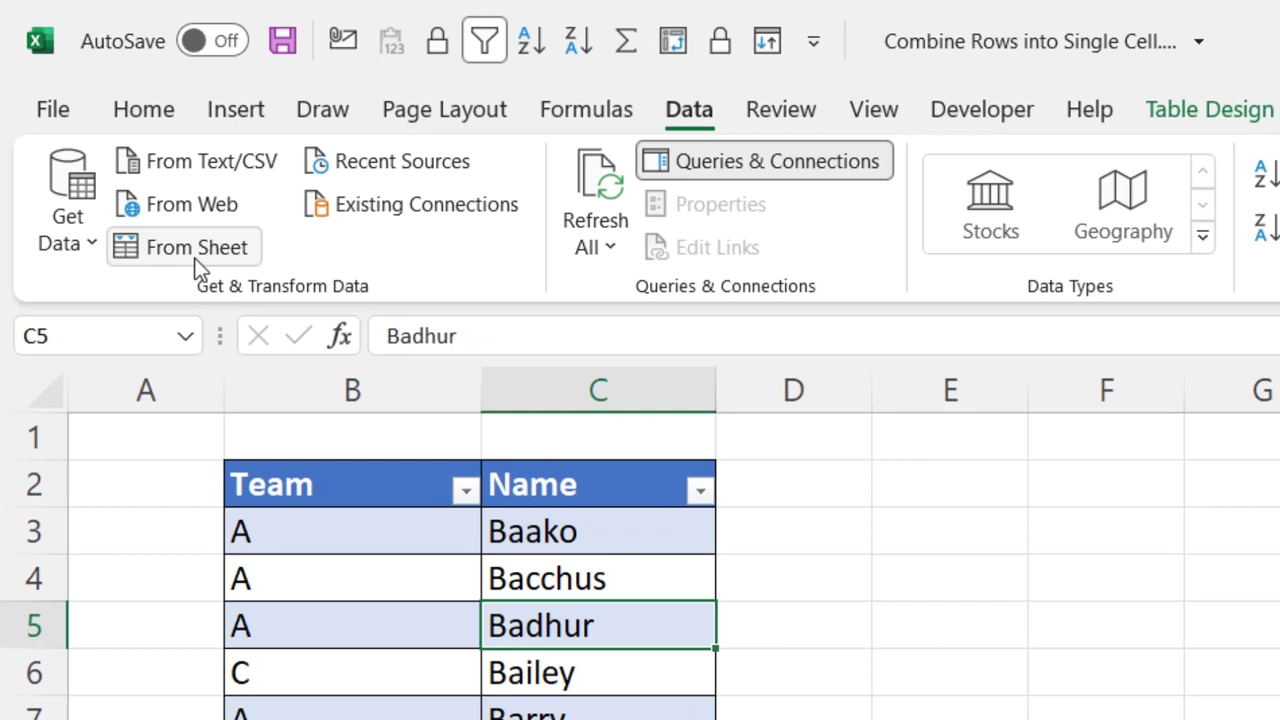 AutoSave Off Combine Rows into Single Cell....
File Home Insert Draw Page Layout Formulas Data Review View Developer Help Table Design
From Text/CSV Recent Sources Queries & Connections
From Web Existing Connections Properties
Get Data From Sheet Refresh All Edit Links Stocks Geography
Get & Transform Data Queries & Connections Data Types
C5 fx Badhur
A B C D E F G
1
2 Team Name
3 A Baako
4 A Bacchus
5 A Badhur
6 C Bailey
7 A Barry